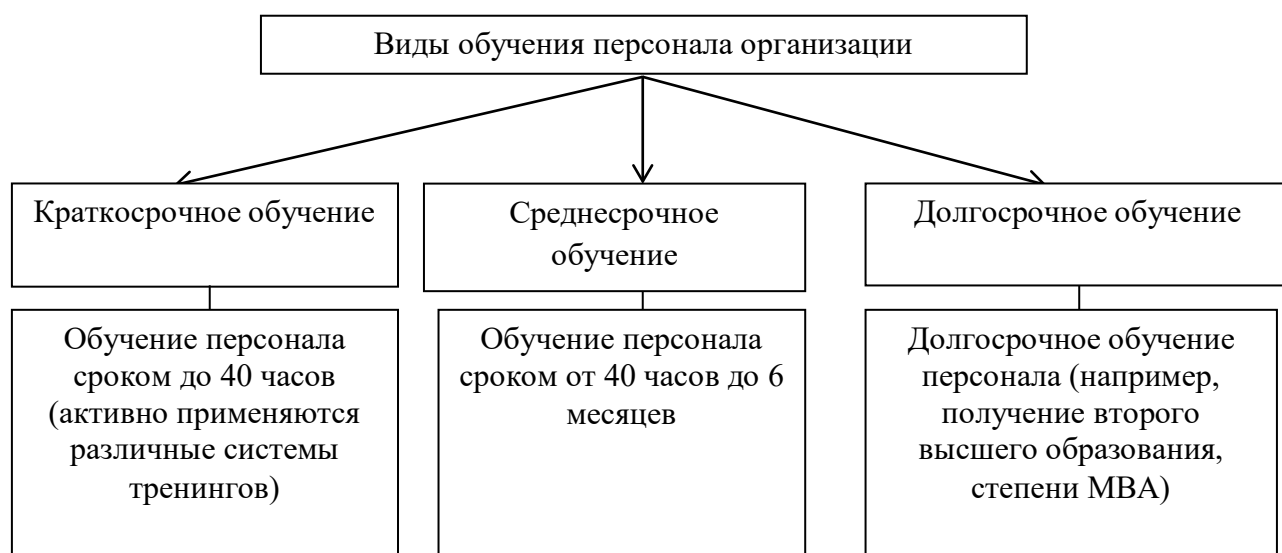 Виды обучения персонала организации
Краткосрочное обучение
Среднесрочное
обучение
Долгосрочное обучение
Обучение персонала
сроком до 40 часов
(активно применяются
различные системы
тренингов)
Обучение персонала
сроком от 40 часов до 6
месяцев
Долгосрочное обучение
персонала (например,
получение второго
высшего образования,
степени МВА)